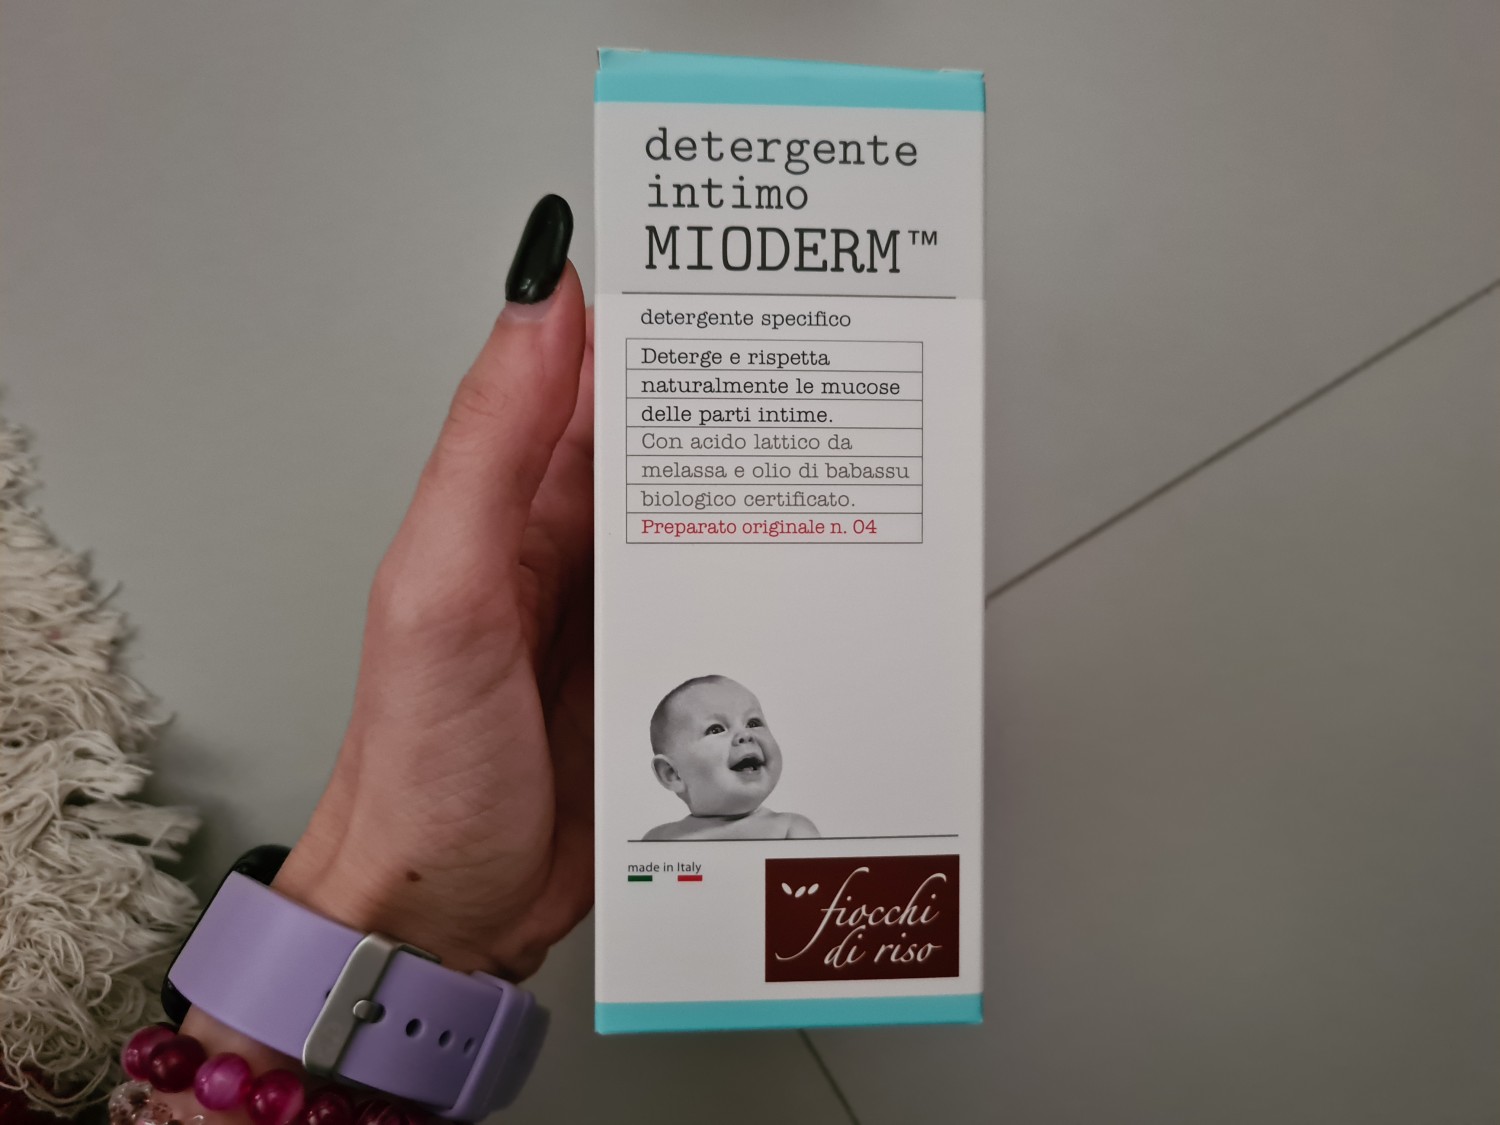 detergente
intimo
MIODERM™
detergente specifico
Deterge e rispetta
naturalmente le mucose
delle parti intime.
Con acido lattico da
melassa e olio di babassu
biologico certificato.
Preparato originale n. 04
made in Italy
fiocchi
di riso